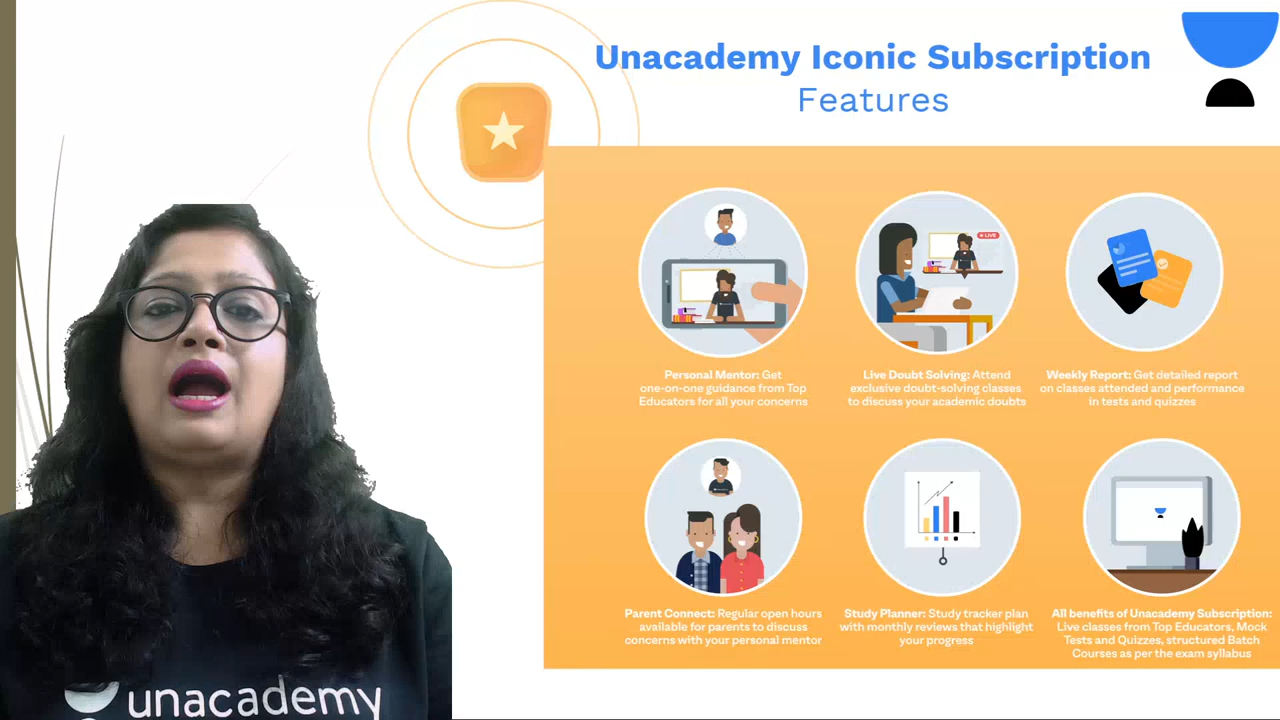 Unacademy Iconic Subscription
Features
LIVE
Personal Mentor: Get
one-on-one guidance from Top
Educators for all your concerns
Live Doubt Solving: Attend
exclusive doubt-solving classes
to discuss your academic doubts
Weekly Report: Get detailed report
on classes attended and performance
in tests and quizzes
Parent Connect: Regular open hours
available for parents to discuss
concerns with your personal mentor
Study Planner: Study tracker plan
with monthly reviews that highlight
your progress
All benefits of Unacademy Subscription:
Live classes from Top Educators, Mock
Tests and Quizzes, structured Batch
Courses as per the exam syllabus
unacademy